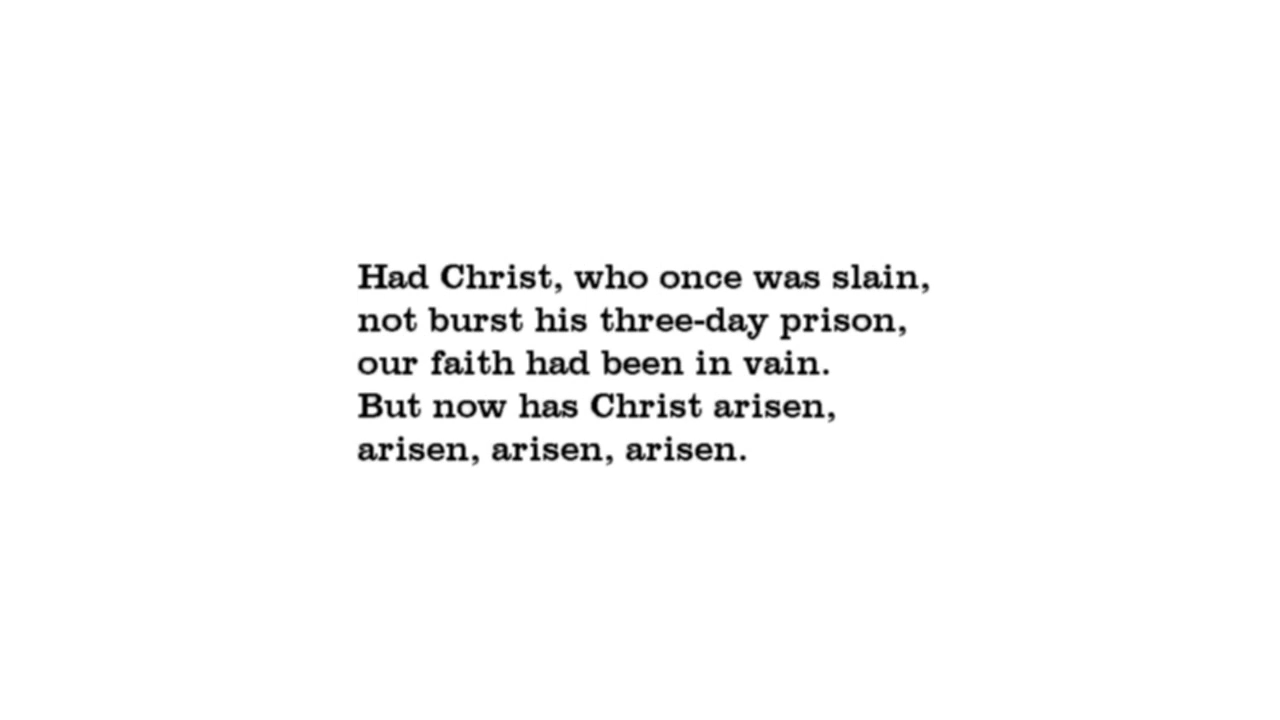 Had Christ, who once was slain,
not burst his three-day prison,
our faith had been in vain.
But now has Christ arisen,
arisen, arisen, arisen.